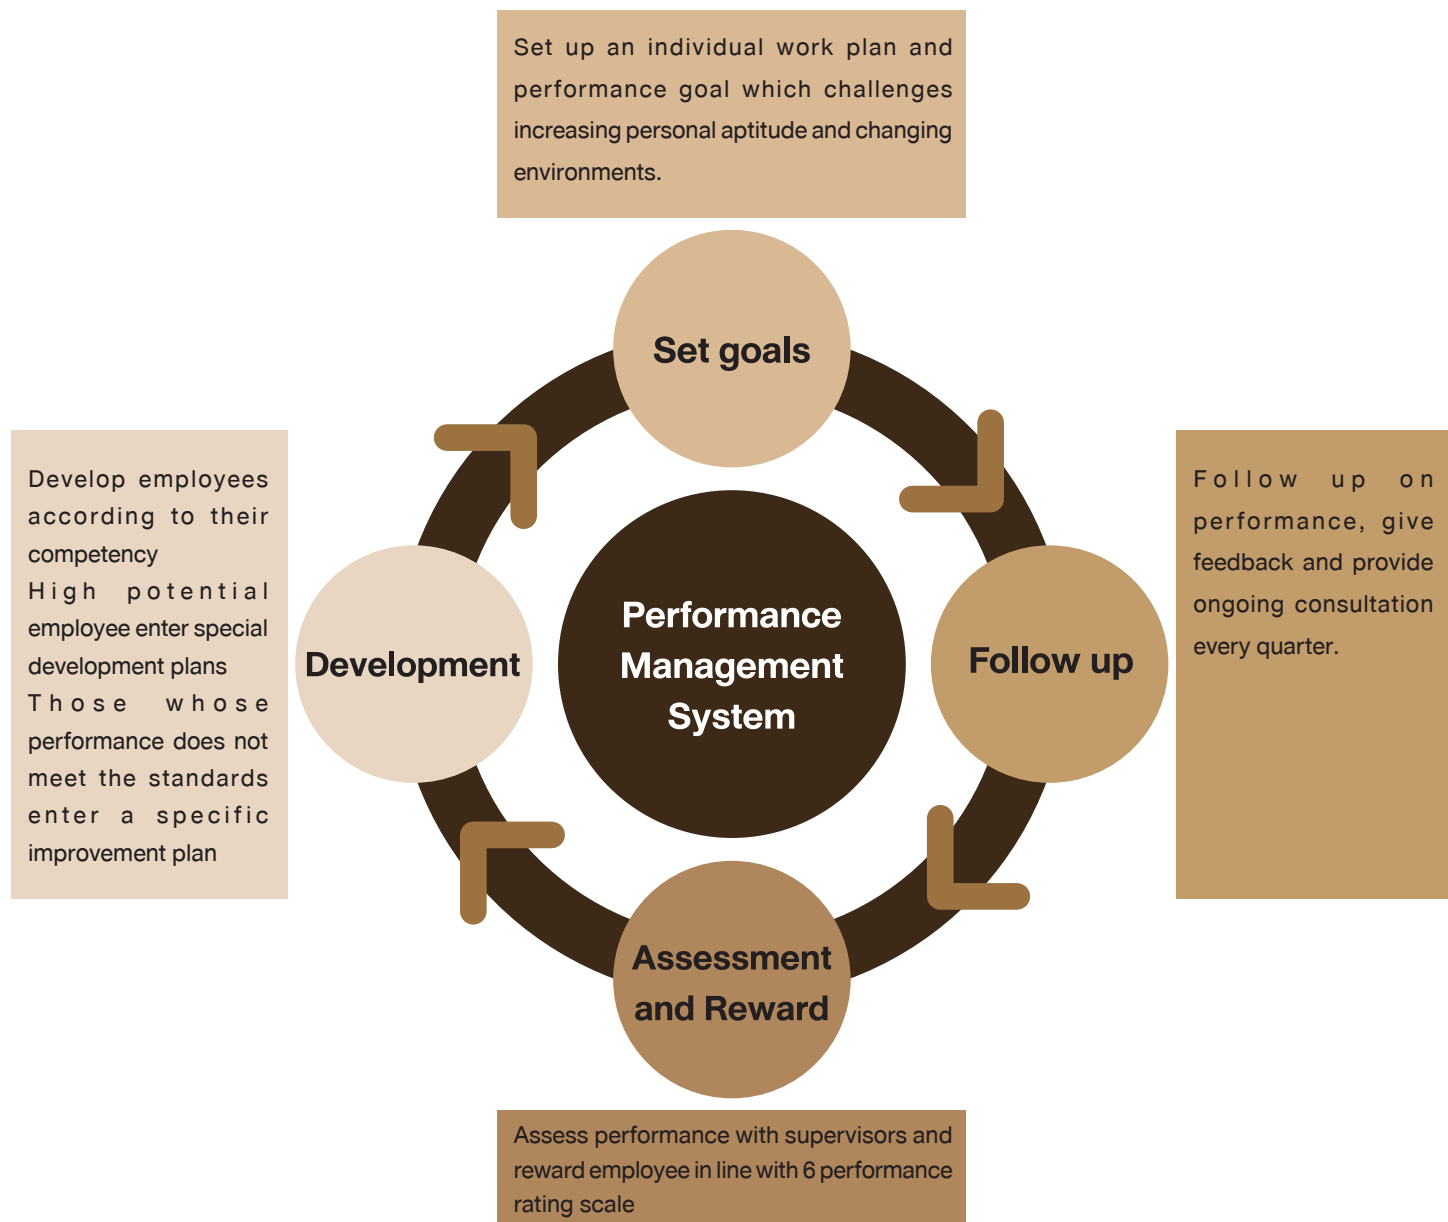 Set up an individual work plan and
performance goal which challenges
increasing personal aptitude and changing
environments.
Set goals
Develop employees
according to their
competency
High potential
employee enter special
development plans
Those whose
performance does not
meet the standards
enter a specific
improvement plan
Development
Performance
Management
System
Follow up
Follow up on
performance, give
feedback and provide
ongoing consultation
every quarter.
Assessment
and Reward
Assess performance with supervisors and
reward employee in line with 6 performance
rating scale